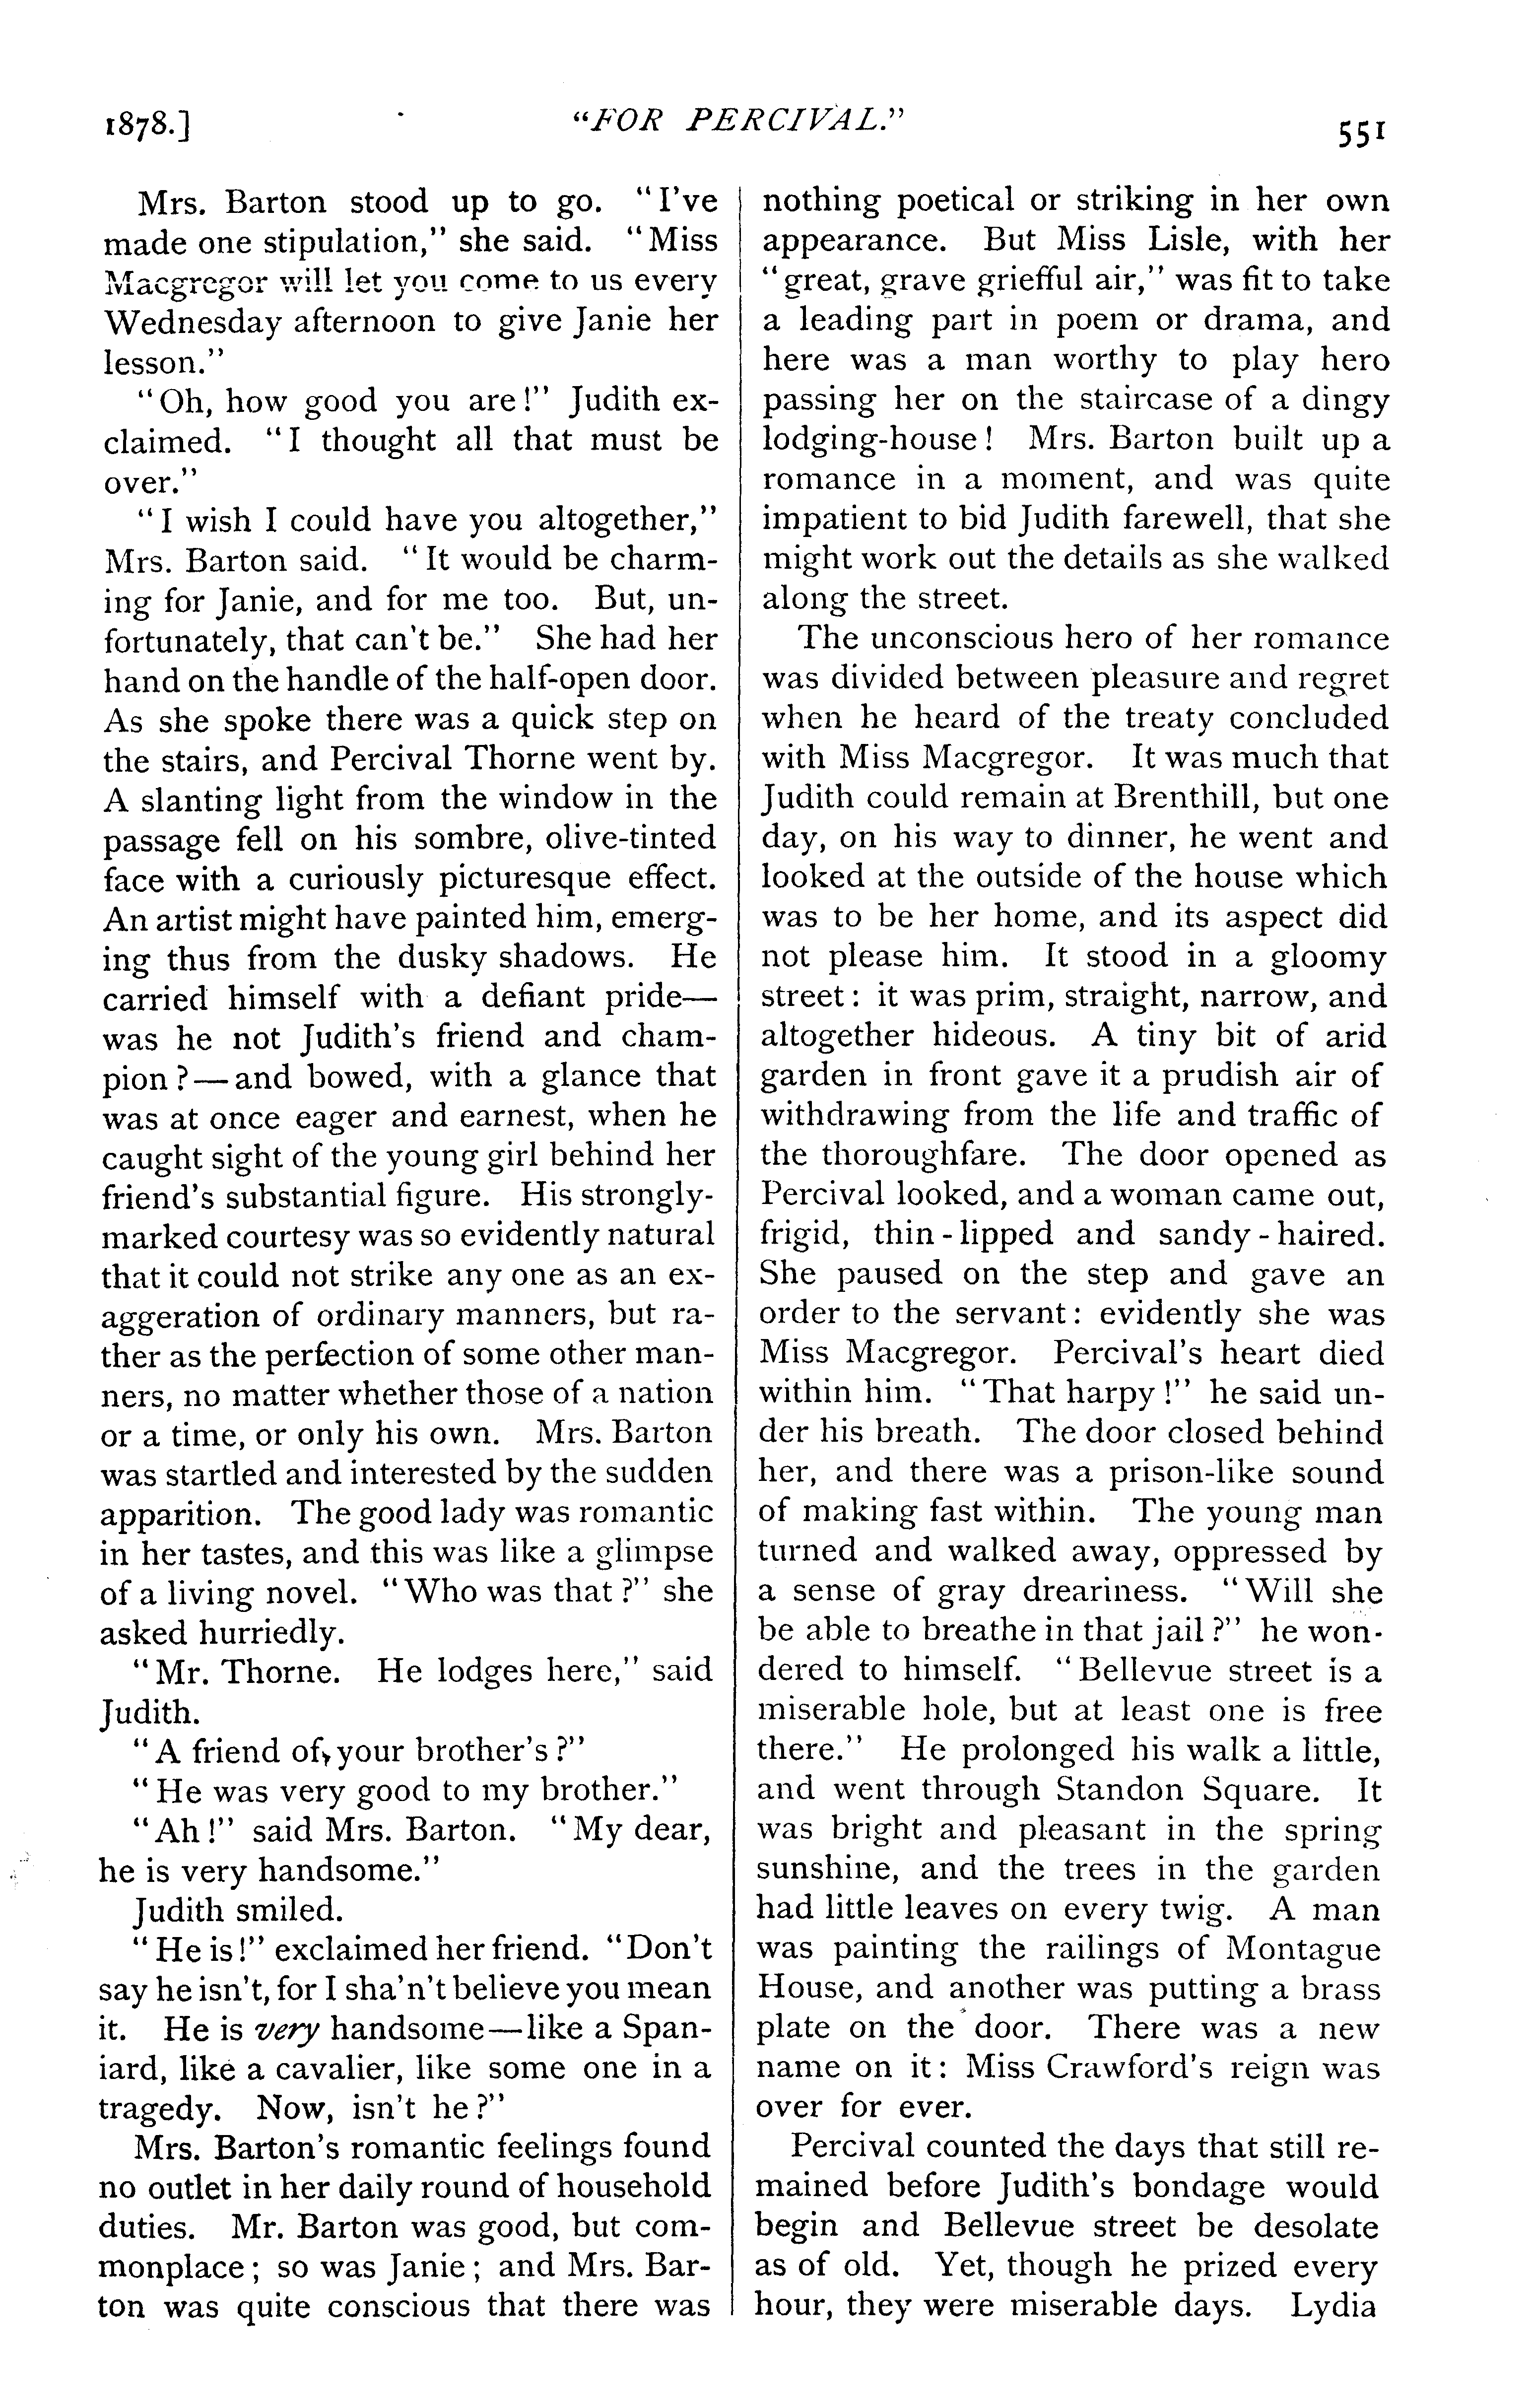 1878.]
"FOR PERCIVAL."
551
Mrs. Barton stood up to go. "I've
made one stipulation," she said. "Miss
Macgregor will let you come to us every
Wednesday afternoon to give Janie her
lesson."
"Oh, how good you are!" Judith ex-
claimed. "I thought all that must be
over."
"I wish I could have you altogether,"
Mrs. Barton said. "It would be charm-
ing for Janie, and for me too. But, un-
fortunately, that can't be." She had her
hand on the handle of the half-open door.
As she spoke there was a quick step on
the stairs, and Percival Thorne went by.
A slanting light from the window in the
passage fell on his sombre, olive-tinted
face with a curiously picturesque effect.
An artist might have painted him, emerg-
ing thus from the dusky shadows. He
carried himself with a defiant pride—
was he not Judith's friend and cham-
pion?—and bowed, with a glance that
was at once eager and earnest, when he
caught sight of the young girl behind her
friend's substantial figure. His strongly-
marked courtesy was so evidently natural
that it could not strike any one as an ex-
aggeration of ordinary manners, but ra-
ther as the perfection of some other man-
ners, no matter whether those of a nation
or a time, or only his own. Mrs. Barton
was startled and interested by the sudden
apparition. The good lady was romantic
in her tastes, and this was like a glimpse
of a living novel. "Who was that?" she
asked hurriedly.
"Mr. Thorne. He lodges here," said
Judith.
"A friend of your brother's?"
"He was very good to my brother."
"Ah!" said Mrs. Barton. "My dear,
he is very handsome."
Judith smiled.
"He is!" exclaimed her friend. "Don't
say he isn't, for I sha'n't believe you mean
it. He is very handsome—like a Span-
iard, like a cavalier, like some one in a
tragedy. Now, isn't he?"
Mrs. Barton's romantic feelings found
no outlet in her daily round of household
duties. Mr. Barton was good, but com-
monplace; so was Janie; and Mrs. Bar-
ton was quite conscious that there was
nothing poetical or striking in her own
appearance. But Miss Lisle, with her
"great, grave griefful air," was fit to take
a leading part in poem or drama, and
here was a man worthy to play hero
passing her on the staircase of a dingy
lodging-house! Mrs. Barton built up a
romance in a moment, and was quite
impatient to bid Judith farewell, that she
might work out the details as she walked
along the street.
The unconscious hero of her romance
was divided between pleasure and regret
when he heard of the treaty concluded
with Miss Macgregor. It was much that
Judith could remain at Brenthill, but one
day, on his way to dinner, he went and
looked at the outside of the house which
was to be her home, and its aspect did
not please him. It stood in a gloomy
street: it was prim, straight, narrow, and
altogether hideous. A tiny bit of arid
garden in front gave it a prudish air of
withdrawing from the life and traffic of
the thoroughfare. The door opened as
Percival looked, and a woman came out,
frigid, thin-lipped and sandy-haired.
She paused on the step and gave an
order to the servant: evidently she was
Miss Macgregor. Percival's heart died
within him. "That harpy!" he said un-
der his breath. The door closed behind
her, and there was a prison-like sound
of making fast within. The young man
turned and walked away, oppressed by
a sense of gray dreariness. "Will she
be able to breathe in that jail?" he won-
dered to himself. "Bellevue street is a
miserable hole, but at least one is free
there." He prolonged his walk a little,
and went through Standon Square. It
was bright and pleasant in the spring
sunshine, and the trees in the garden
had little leaves on every twig. A man
was painting the railings of Montague
House, and another was putting a brass
plate on the door. There was a new
name on it: Miss Crawford's reign was
over for ever.
Percival counted the days that still re-
mained before Judith's bondage would
begin and Bellevue street be desolate
as of old. Yet, though he prized every
hour, they were miserable days. Lydia